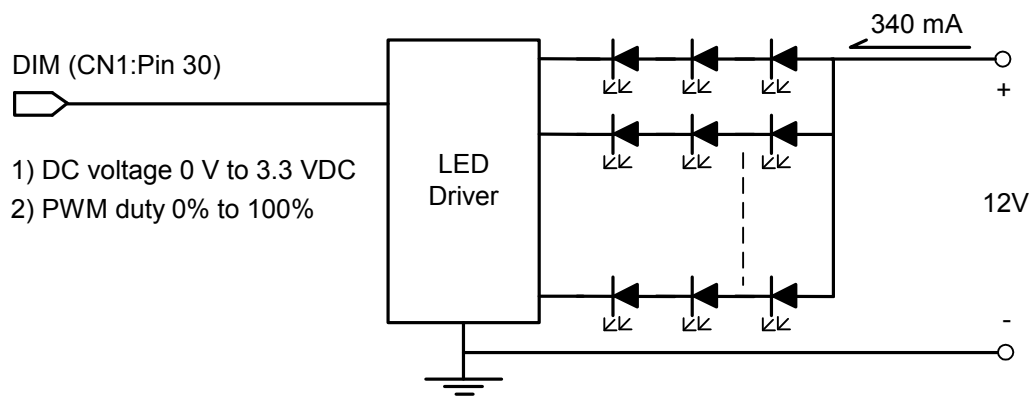 340 mA
DIM (CN1:Pin 30)
+
1) DC voltage 0 V to 3.3 VDC
2) PWM duty 0% to 100%
LED
Driver
12V
-